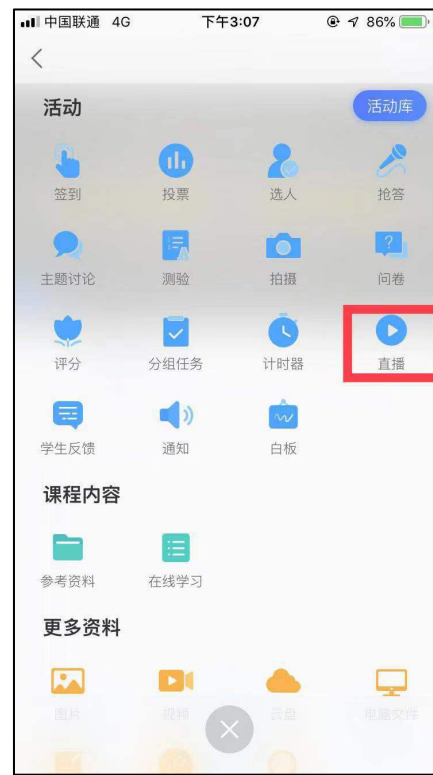 中国联通 4G 下午3:07 86%
活动 活动库
签到 投票 选人 抢答
主题讨论 测验 拍摄 问卷
评分 分组任务 计时器 直播
学生反馈 通知 白板
课程内容
参考资料 在线学习
更多资料
图片 视频 云盘 电脑文件